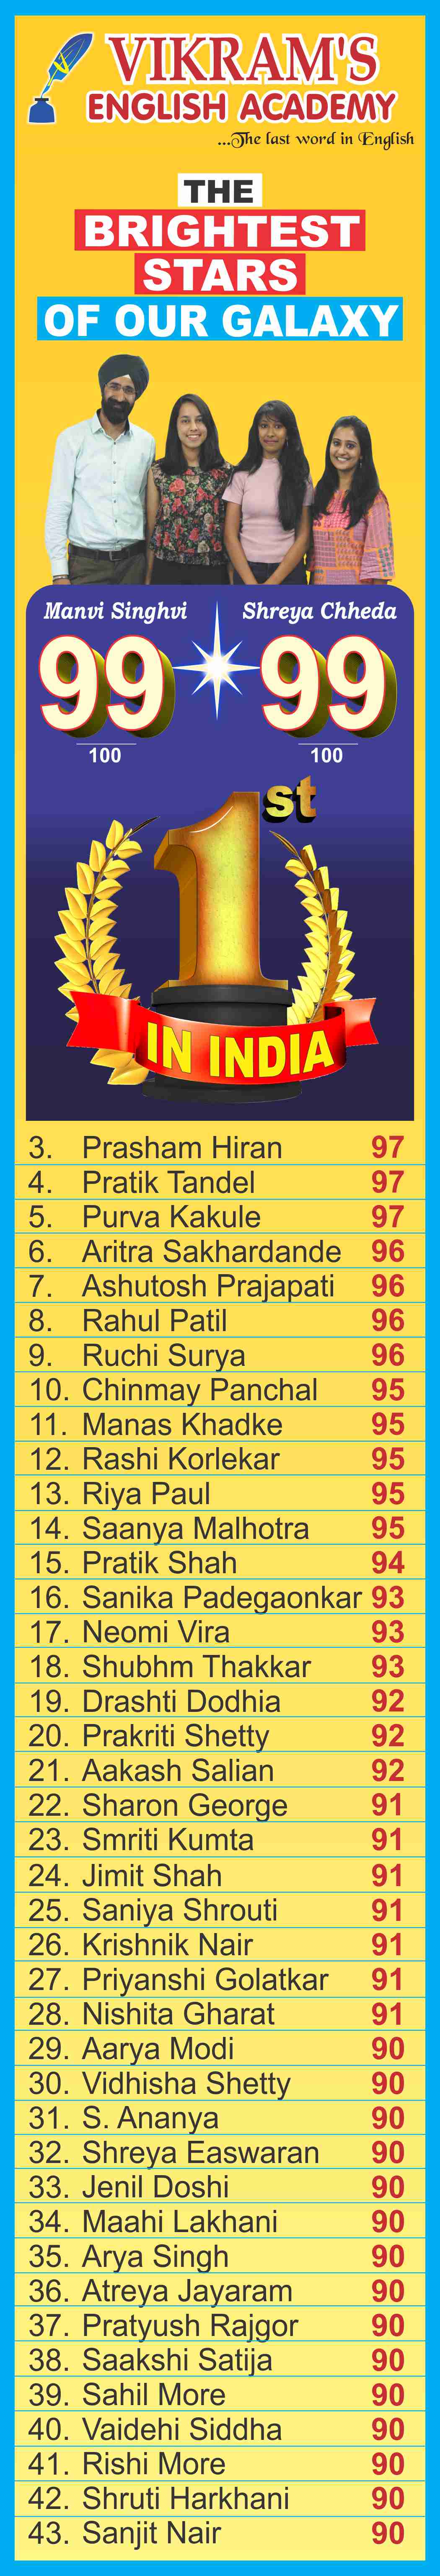 VIKRAM'S
ENGLISH ACADEMY
...The last word in English
THE
BRIGHTEST
STARS
OF OUR GALAXY
Manvi Singhvi Shreya Chheda
99 99
100 100
1st
IN INDIA
3. Prasham Hiran 97
4. Pratik Tandel 97
5. Purva Kakule 97
6. Aritra Sakhardande 96
7. Ashutosh Prajapati 96
8. Rahul Patil 96
9. Ruchi Surya 96
10. Chinmay Panchal 95
11. Manas Khadke 95
12. Rashi Korlekar 95
13. Riya Paul 95
14. Saanya Malhotra 95
15. Pratik Shah 94
16. Sanika Padegaonkar 93
17. Neomi Vira 93
18. Shubhm Thakkar 93
19. Drashti Dodhia 92
20. Prakriti Shetty 92
21. Aakash Salian 92
22. Sharon George 91
23. Smriti Kumta 91
24. Jimit Shah 91
25. Saniya Shrouti 91
26. Krishnik Nair 91
27. Priyanshi Golatkar 91
28. Nishita Gharat 91
29. Aarya Modi 90
30. Vidhisha Shetty 90
31. S. Ananya 90
32. Shreya Easwaran 90
33. Jenil Doshi 90
34. Maahi Lakhani 90
35. Arya Singh 90
36. Atreya Jayaram 90
37. Pratyush Rajgor 90
38. Saakshi Satija 90
39. Sahil More 90
40. Vaidehi Siddha 90
41. Rishi More 90
42. Shruti Harkhani 90
43. Sanjit Nair 90